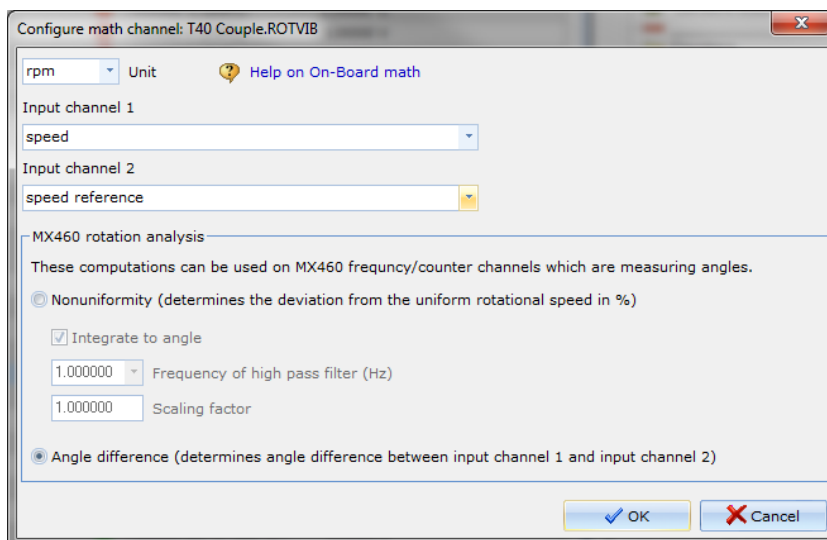 Configure math channel: T40 Couple.ROTVIB
rpm Unit Help on On-Board math
Input channel 1
speed
Input channel 2
speed reference
MX460 rotation analysis
These computations can be used on MX460 frequncy/counter channels which are measuring angles.
Nonuniformity (determines the deviation from the uniform rotational speed in %)
Integrate to angle
1.000000 Frequency of high pass filter (Hz)
1.000000 Scaling factor
Angle difference (determines angle difference between input channel 1 and input channel 2)
OK Cancel